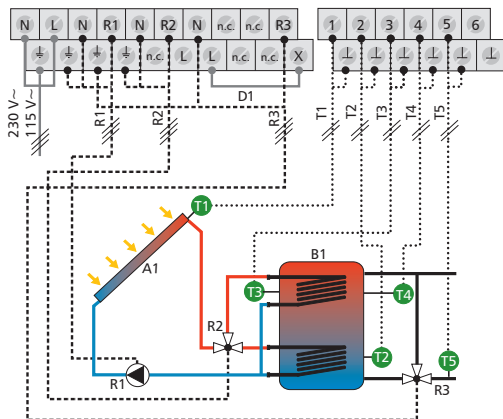 N L N R1 N R2 N n.c. n.c. R3
n.c. L L n.c. n.c. X
1 2 3 4 5 6
D1
230 V~
115 V~
R1
R2
R3
T1
T2
T3
T4
T5
T1
A1
B1
T3
T4
R2
T2
T5
R1
R3